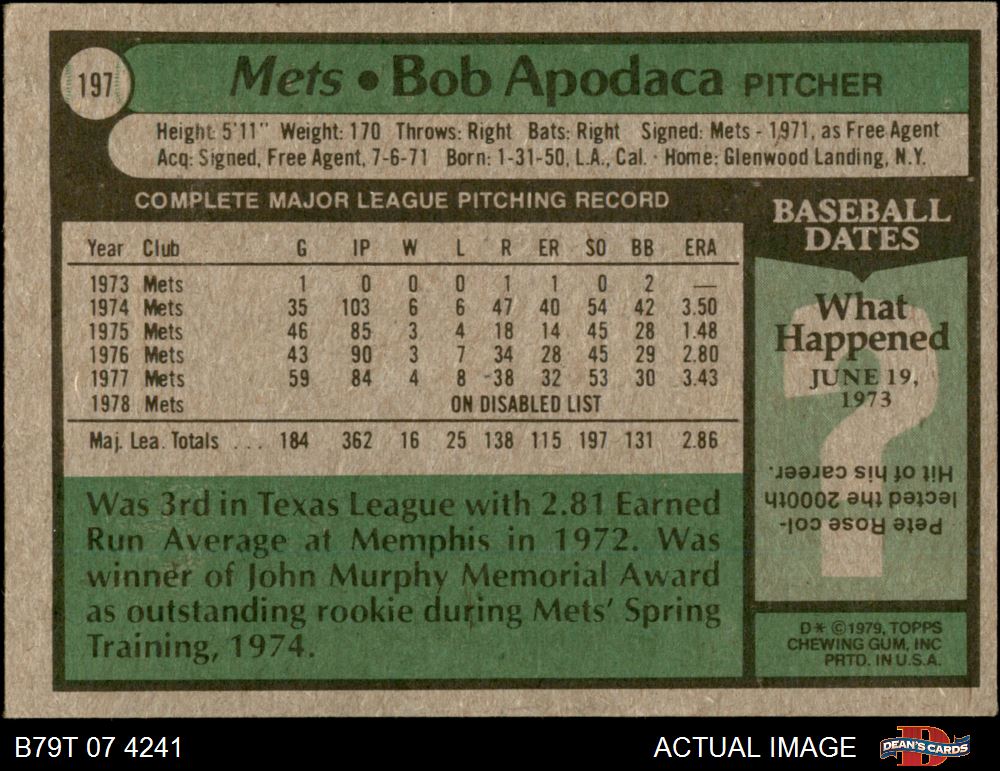 197
Mets • Bob Apodaca PITCHER
Height: 5'11" Weight: 170 Throws: Right Bats: Right Signed: Mets - 1971, as Free Agent
Acq: Signed, Free Agent, 7-6-71 Born: 1-31-50, L.A., Cal. · Home: Glenwood Landing, N.Y.
COMPLETE MAJOR LEAGUE PITCHING RECORD
Year Club G IP W L R ER SO BB ERA
1973 Mets 1 0 0 0 1 1 0 2 —
1974 Mets 35 103 6 6 47 40 54 42 3.50
1975 Mets 46 85 3 4 18 14 45 28 1.48
1976 Mets 43 90 3 7 34 28 45 29 2.80
1977 Mets 59 84 4 8 38 32 53 30 3.43
1978 Mets ON DISABLED LIST
Maj. Lea. Totals ... 184 362 16 25 138 115 197 131 2.86
Was 3rd in Texas League with 2.81 Earned
Run Average at Memphis in 1972. Was
winner of John Murphy Memorial Award
as outstanding rookie during Mets' Spring
Training, 1974.
BASEBALL
DATES
What
Happened
JUNE 19,
1973
?
Pete Rose col-
lected the 2000th
Hit of his career.
D* ©1979, TOPPS
CHEWING GUM, INC
PRTD. IN U.S.A.
B79T 07 4241
ACTUAL IMAGE
DEAN'S CARDS